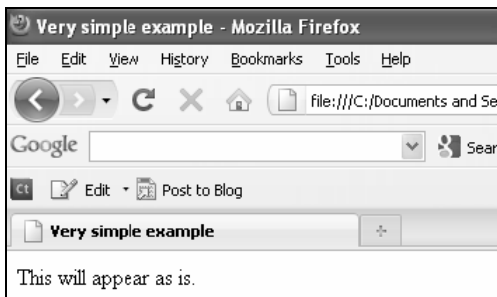 Very simple example - Mozilla Firefox
File Edit View History Bookmarks Tools Help
file:///C:/Documents and Se
Google Sear
Ct Edit Post to Blog
Very simple example
This will appear as is.